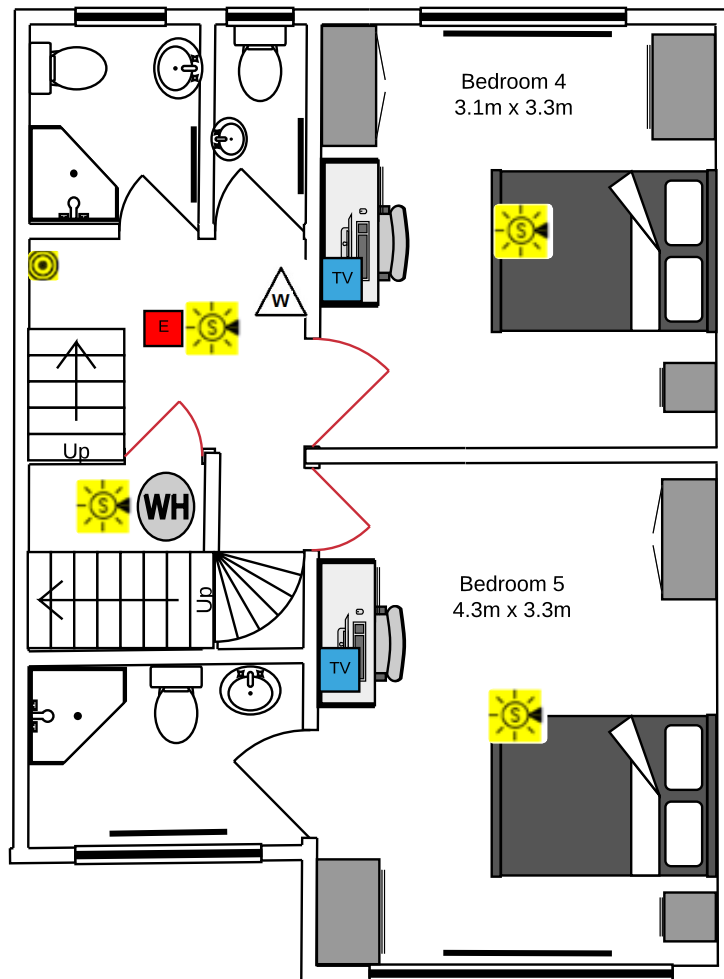 Bedroom 4
3.1m x 3.3m
S
TV
W
E
S
Up
S
WH
Up
Bedroom 5
4.3m x 3.3m
TV
S